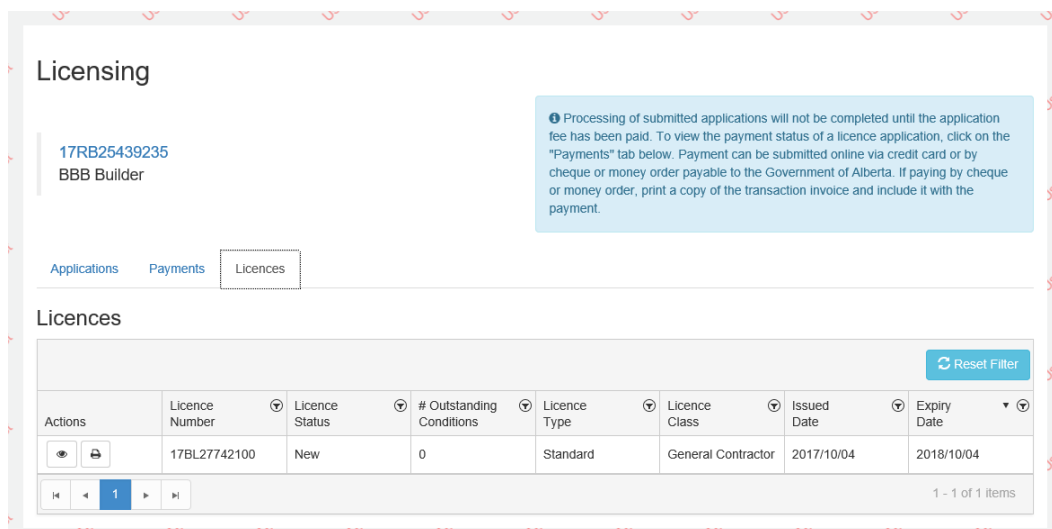 Licensing
Processing of submitted applications will not be completed until the application
fee has been paid. To view the payment status of a licence application, click on the
"Payments" tab below. Payment can be submitted online via credit card or by
cheque or money order payable to the Government of Alberta. If paying by cheque
or money order, print a copy of the transaction invoice and include it with the
payment.
17RB25439235
BBB Builder
Applications Payments Licences
Licences
Reset Filter
Actions Licence Number Licence Status # Outstanding Conditions Licence Type Licence Class Issued Date Expiry Date
17BL27742100 New 0 Standard General Contractor 2017/10/04 2018/10/04
1 1 - 1 of 1 items